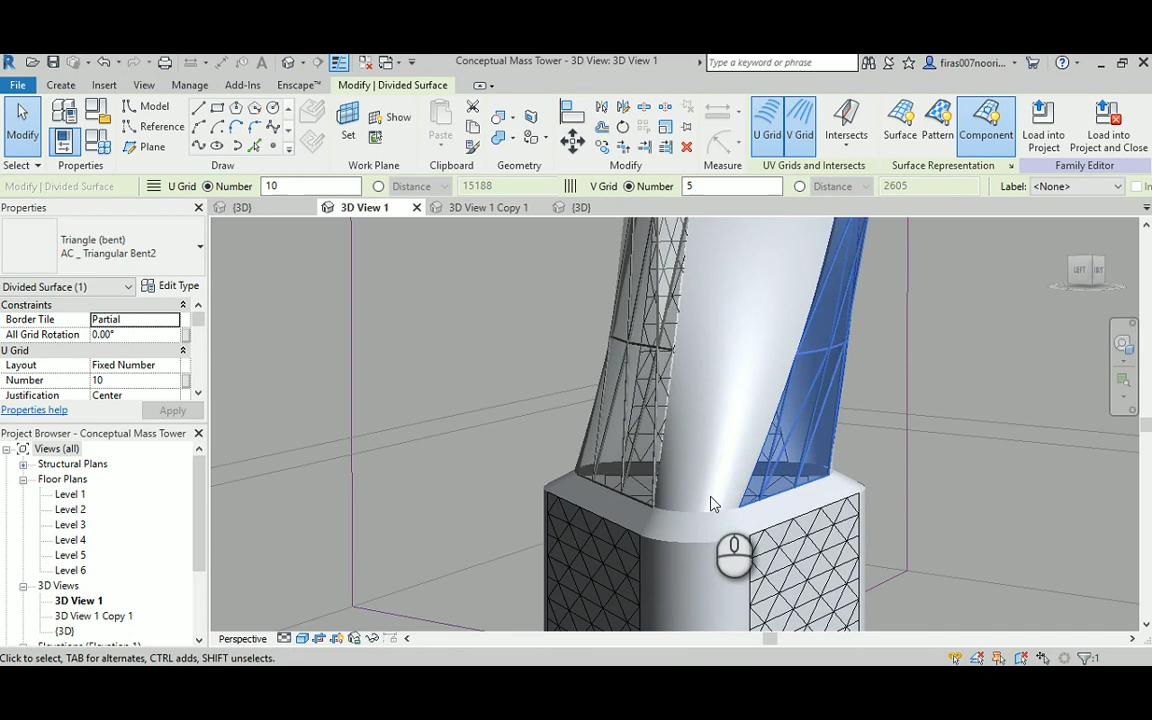 Conceptual Mass Tower - 3D View: 3D View 1
Type a keyword or phrase
firas007noori...
File Create Insert View Manage Add-Ins Enscape™ Modify | Divided Surface
Modify
Model
Reference
Plane
Set
Show
Paste
U Grid
V Grid
Intersects
Surface
Pattern
Component
Load into Project
Load into Project and Close
Select
Properties
Draw
Work Plane
Clipboard
Geometry
Modify
Measure
UV Grids and Intersects
Surface Representation
Family Editor
Modify | Divided Surface
U Grid Number 10 Distance 15188
V Grid Number 5 Distance 2605
Label: <None>
Properties
{3D}
3D View 1
3D View 1 Copy 1
{3D}
Triangle (bent)
AC _ Triangular Bent2
Divided Surface (1)
Edit Type
Constraints
Border Tile Partial
All Grid Rotation 0.00°
U Grid
Layout Fixed Number
Number 10
Justification Center
Properties help
Apply
Project Browser - Conceptual Mass Tower
Views (all)
Structural Plans
Floor Plans
Level 1
Level 2
Level 3
Level 4
Level 5
Level 6
3D Views
3D View 1
3D View 1 Copy 1
{3D}
LEFT
Perspective
Click to select, TAB for alternates, CTRL adds, SHIFT unselects.
:1